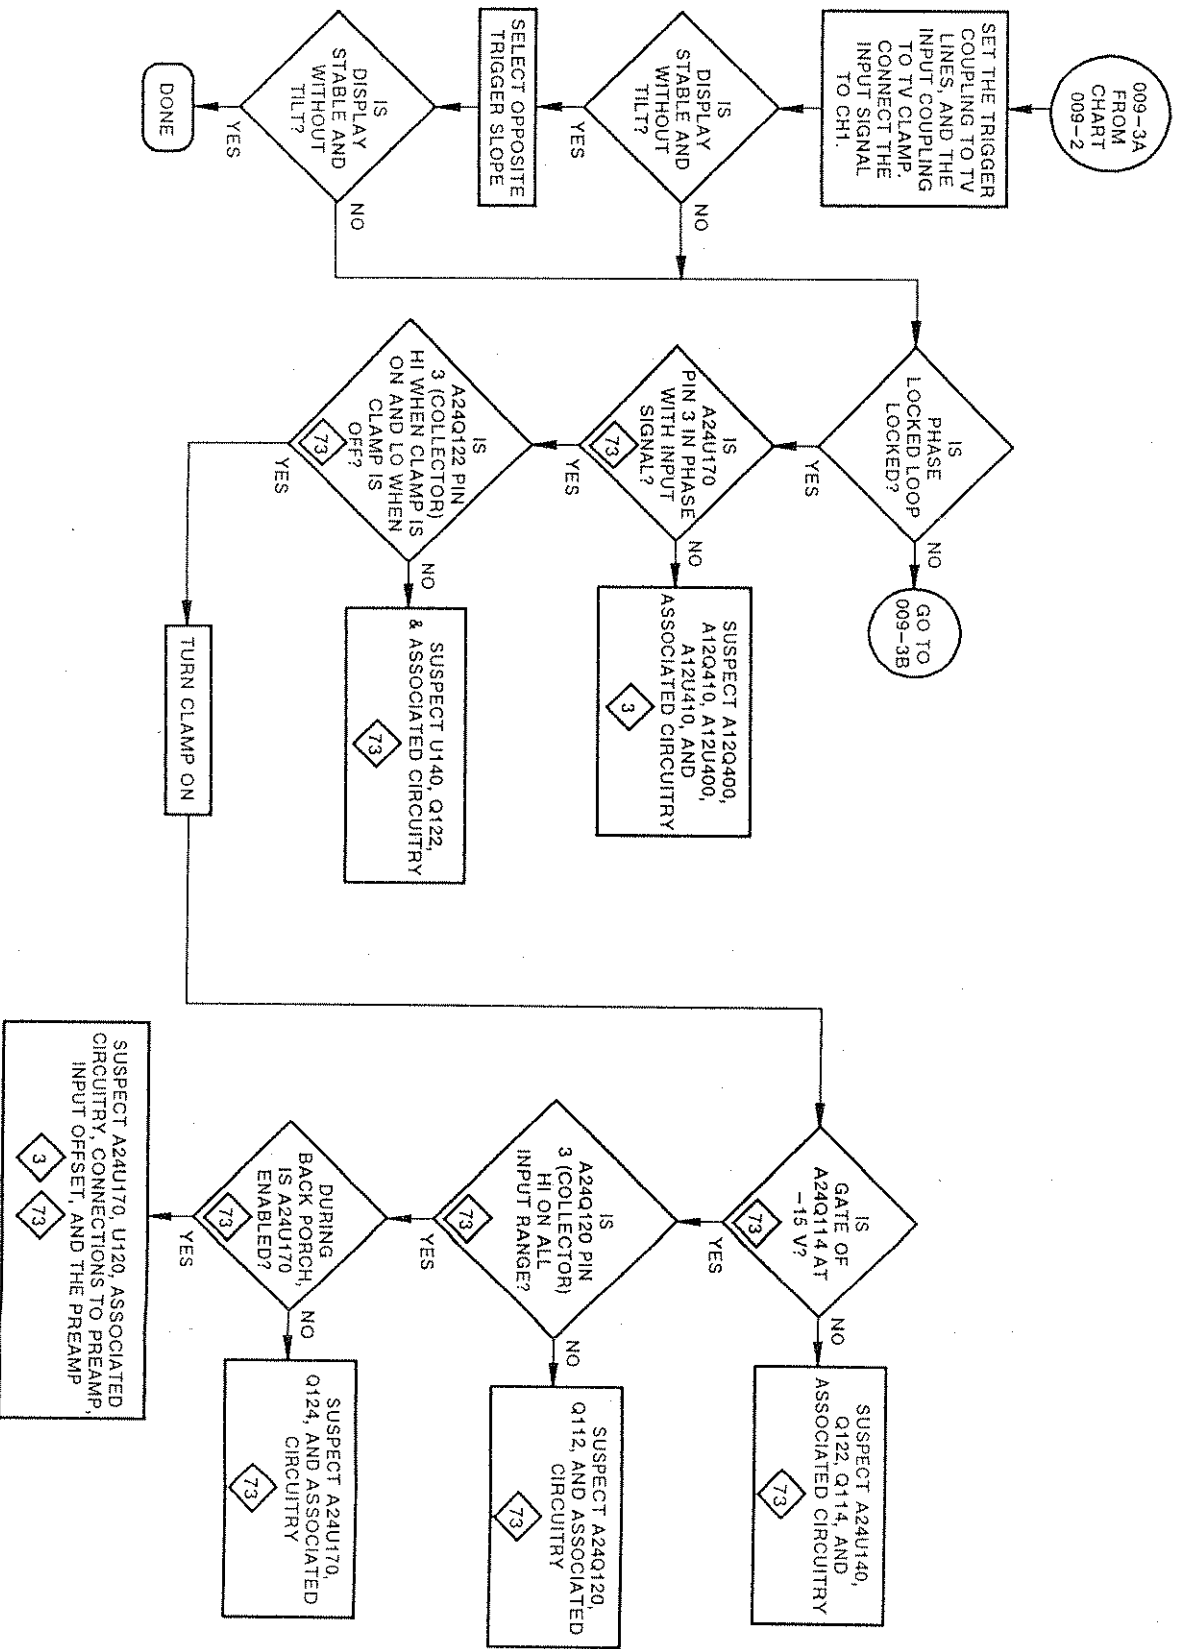 009-3A
FROM
CHART
009-2
SET THE TRIGGER
COUPLING TO TV
LINES, AND THE
INPUT COUPLING
TO TV CLAMP.
CONNECT THE
INPUT SIGNAL
TO CH1.
IS
DISPLAY
STABLE AND
WITHOUT
TILT?
NO
YES
SELECT OPPOSITE
TRIGGER SLOPE
IS
DISPLAY
STABLE AND
WITHOUT
TILT?
NO
YES
DONE
IS
PHASE
LOCKED LOOP
LOCKED?
NO
GO TO
009-3B
YES
IS
A24U170
PIN 3 IN PHASE
WITH INPUT
SIGNAL?
73
NO
SUSPECT A12Q400,
A12Q410, A12U400,
A12U410, AND
ASSOCIATED CIRCUITRY
3
YES
IS
A24Q122 PIN
3 (COLLECTOR)
HI WHEN CLAMP IS
ON AND LO WHEN
CLAMP IS
OFF?
73
NO
SUSPECT U140, Q122,
& ASSOCIATED CIRCUITRY
73
YES
TURN CLAMP ON
IS
GATE OF
A24Q114 AT
-15 V?
73
NO
SUSPECT A24U140,
Q122, Q114, AND
ASSOCIATED CIRCUITRY
73
YES
IS
A24Q120 PIN
3 (COLLECTOR)
HI ON ALL
INPUT RANGE?
73
NO
SUSPECT A24Q120,
Q112, AND ASSOCIATED
CIRCUITRY
73
YES
DURING
BACK PORCH,
IS A24U170
ENABLED?
73
NO
SUSPECT A24U170,
Q124, AND ASSOCIATED
CIRCUITRY
73
YES
SUSPECT A24U170, U120, ASSOCIATED
CIRCUITRY, CONNECTIONS TO PREAMP,
INPUT OFFSET, AND THE PREAMP
3 73